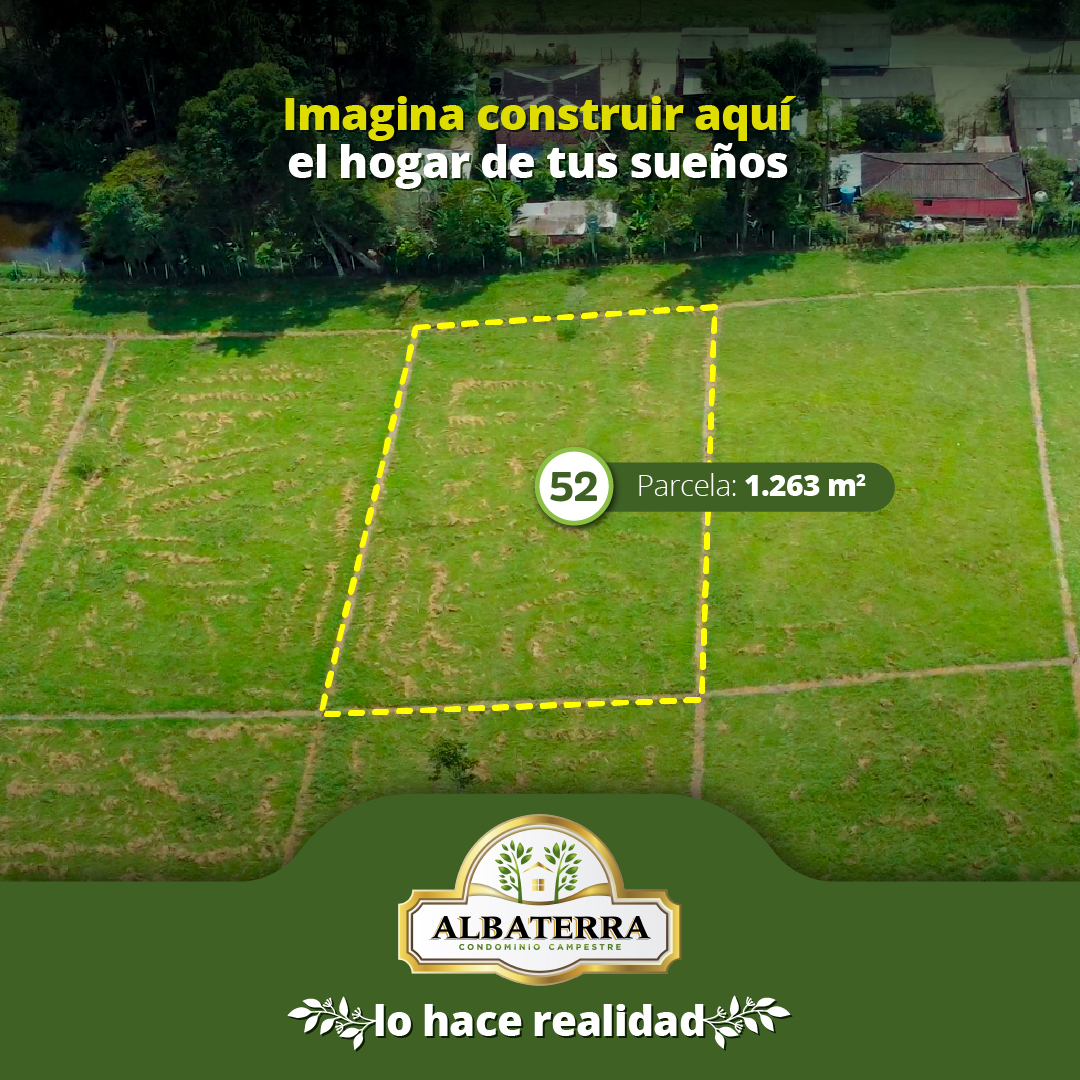 Imagina construir aquí
el hogar de tus sueños
52
Parcela: 1.263 m²
ALBATERRA
CONDOMINIO CAMPESTRE
lo hace realidad